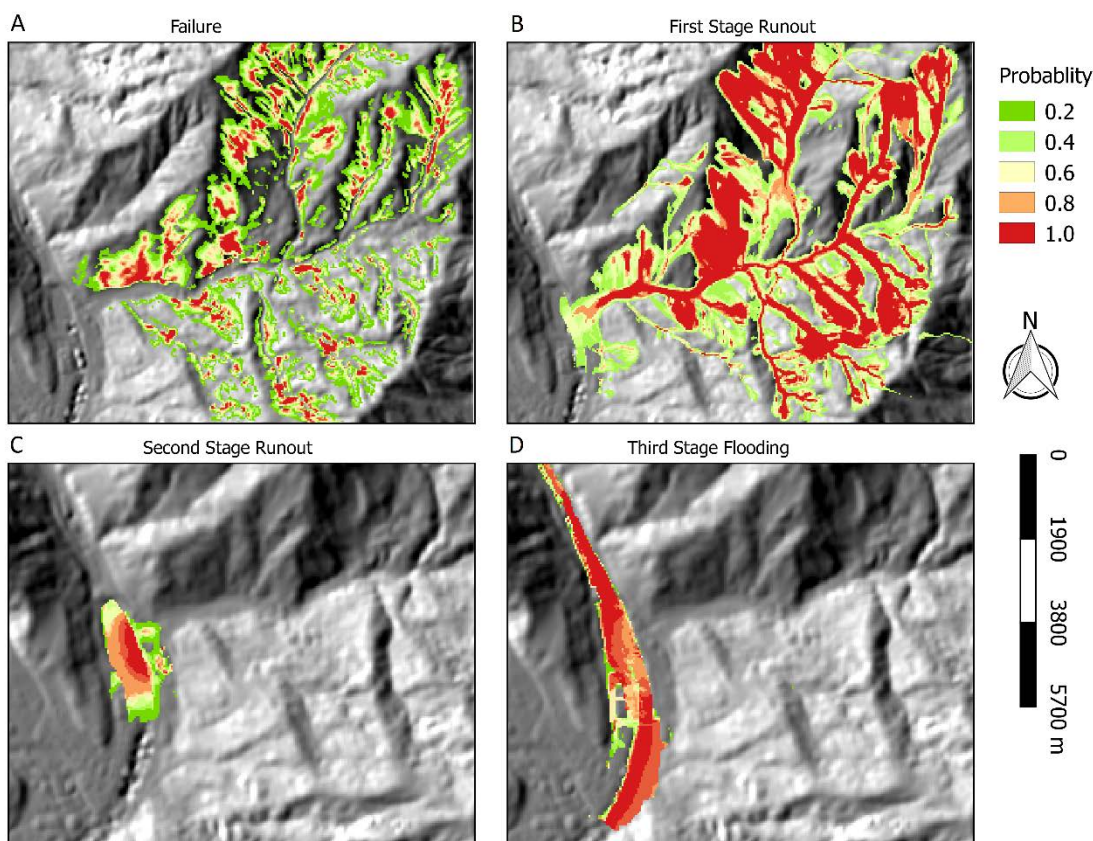 A
Failure
B
First Stage Runout
Probablity
0.2
0.4
0.6
0.8
1.0
N
C
Second Stage Runout
D
Third Stage Flooding
0
1900
3800
5700 m